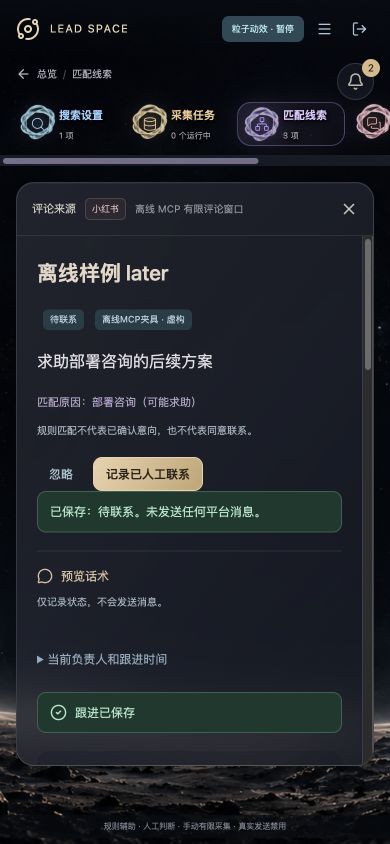 LEAD SPACE
粒子动效 · 暂停
总览 / 匹配线索
2
搜索设置
1 项
采集任务
0 个运行中
匹配线索
3 项
评论来源 小红书 离线 MCP 有限评论窗口
离线样例 later
待联系 离线MCP夹具 · 虚构
求助部署咨询的后续方案
匹配原因：部署咨询（可能求助）
规则匹配不代表已确认意向，也不代表同意联系。
忽略 记录已人工联系
已保存：待联系。未发送任何平台消息。
预览话术
仅记录状态，不会发送消息。
当前负责人和跟进时间
跟进已保存
规则辅助 · 人工判断 · 手动有限采集 · 真实发送禁用